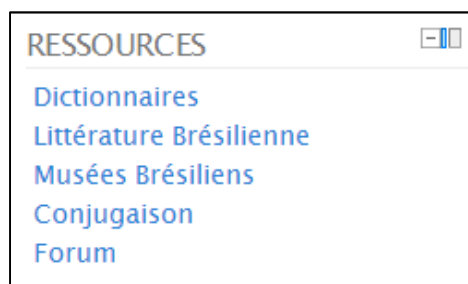 RESSOURCES
Dictionnaires
Littérature Brésilienne
Musées Brésiliens
Conjugaison
Forum